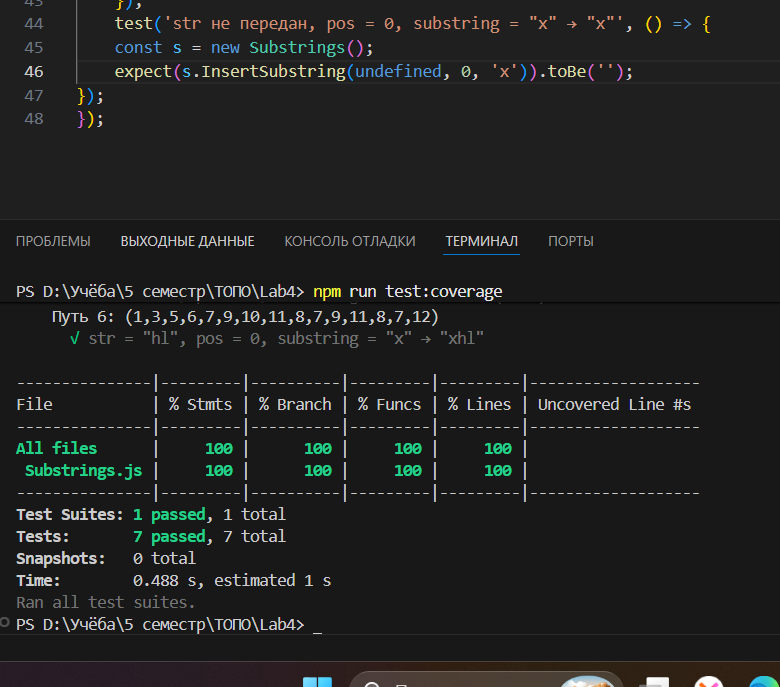 43 });
44 test('str не передан, pos = 0, substring = "x" → "x"', () => {
45 const s = new Substrings();
46 expect(s.InsertSubstring(undefined, 0, 'x')).toBe('');
47 });
48 });
ПРОБЛЕМЫ ВЫХОДНЫЕ ДАННЫЕ КОНСОЛЬ ОТЛАДКИ ТЕРМИНАЛ ПОРТЫ
PS D:\Учёба\5 семестр\ТОПО\Lab4> npm run test:coverage
Путь 6: (1,3,5,6,7,9,10,11,8,7,9,11,8,7,12)
√ str = "hl", pos = 0, substring = "x" → "xhl"
---------------|---------|----------|---------|---------|-------------------
File | % Stmts | % Branch | % Funcs | % Lines | Uncovered Line #s
---------------|---------|----------|---------|---------|-------------------
All files | 100 | 100 | 100 | 100 |
Substrings.js | 100 | 100 | 100 | 100 |
---------------|---------|----------|---------|---------|-------------------
Test Suites: 1 passed, 1 total
Tests: 7 passed, 7 total
Snapshots: 0 total
Time: 0.488 s, estimated 1 s
Ran all test suites.
PS D:\Учёба\5 семестр\ТОПО\Lab4> _